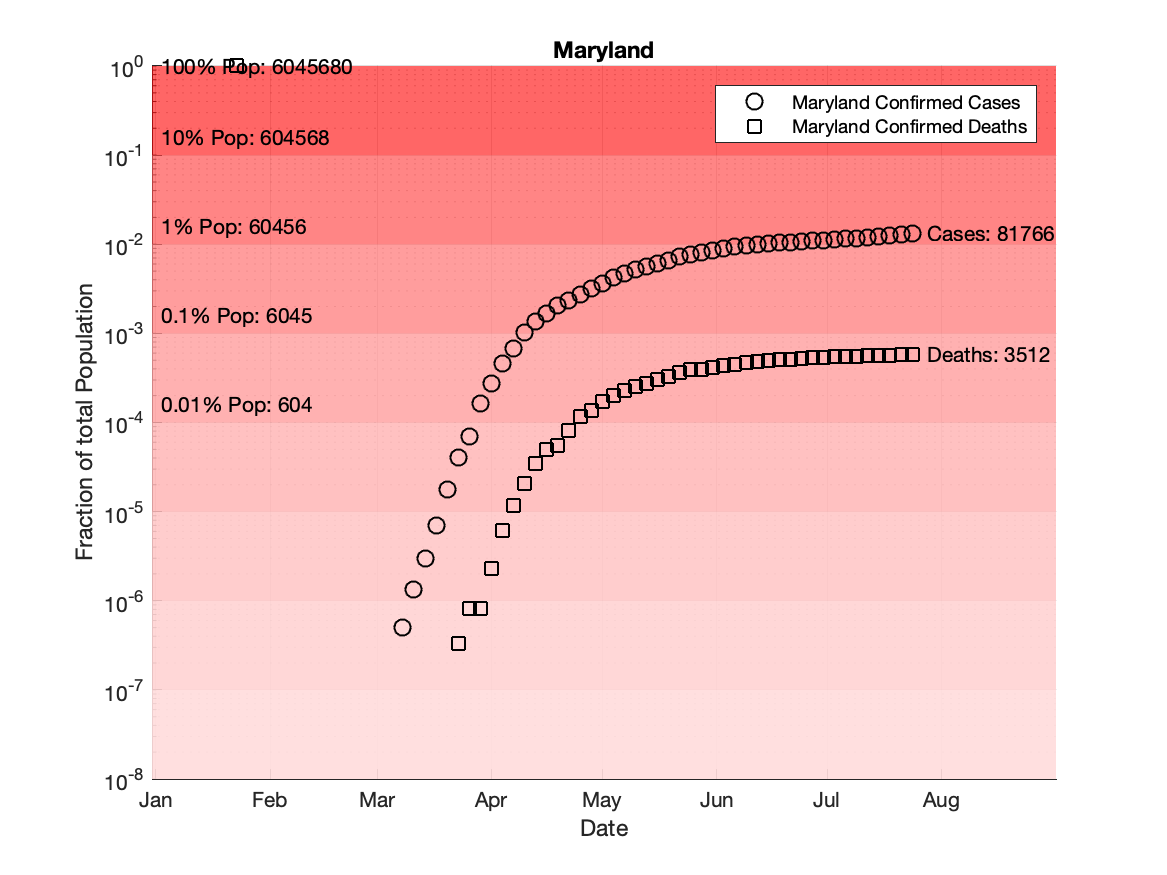 Maryland
10^0
100% Pop: 6045680
Maryland Confirmed Cases
Maryland Confirmed Deaths
10% Pop: 604568
10^-1
1% Pop: 60456
10^-2
Cases: 81766
0.1% Pop: 6045
10^-3
Deaths: 3512
0.01% Pop: 604
10^-4
10^-5
10^-6
10^-7
10^-8
Fraction of total Population
Jan Feb Mar Apr May Jun Jul Aug
Date